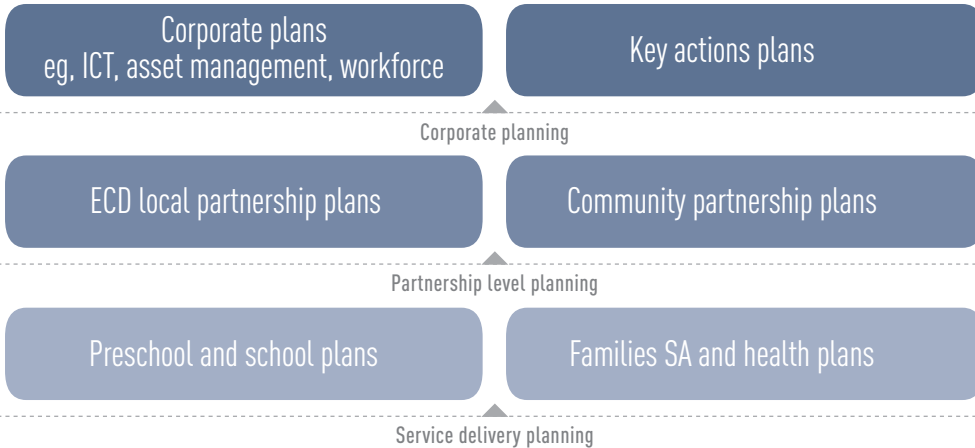 Corporate plans
eg, ICT, asset management, workforce
Key actions plans
Corporate planning
ECD local partnership plans
Community partnership plans
Partnership level planning
Preschool and school plans
Families SA and health plans
Service delivery planning